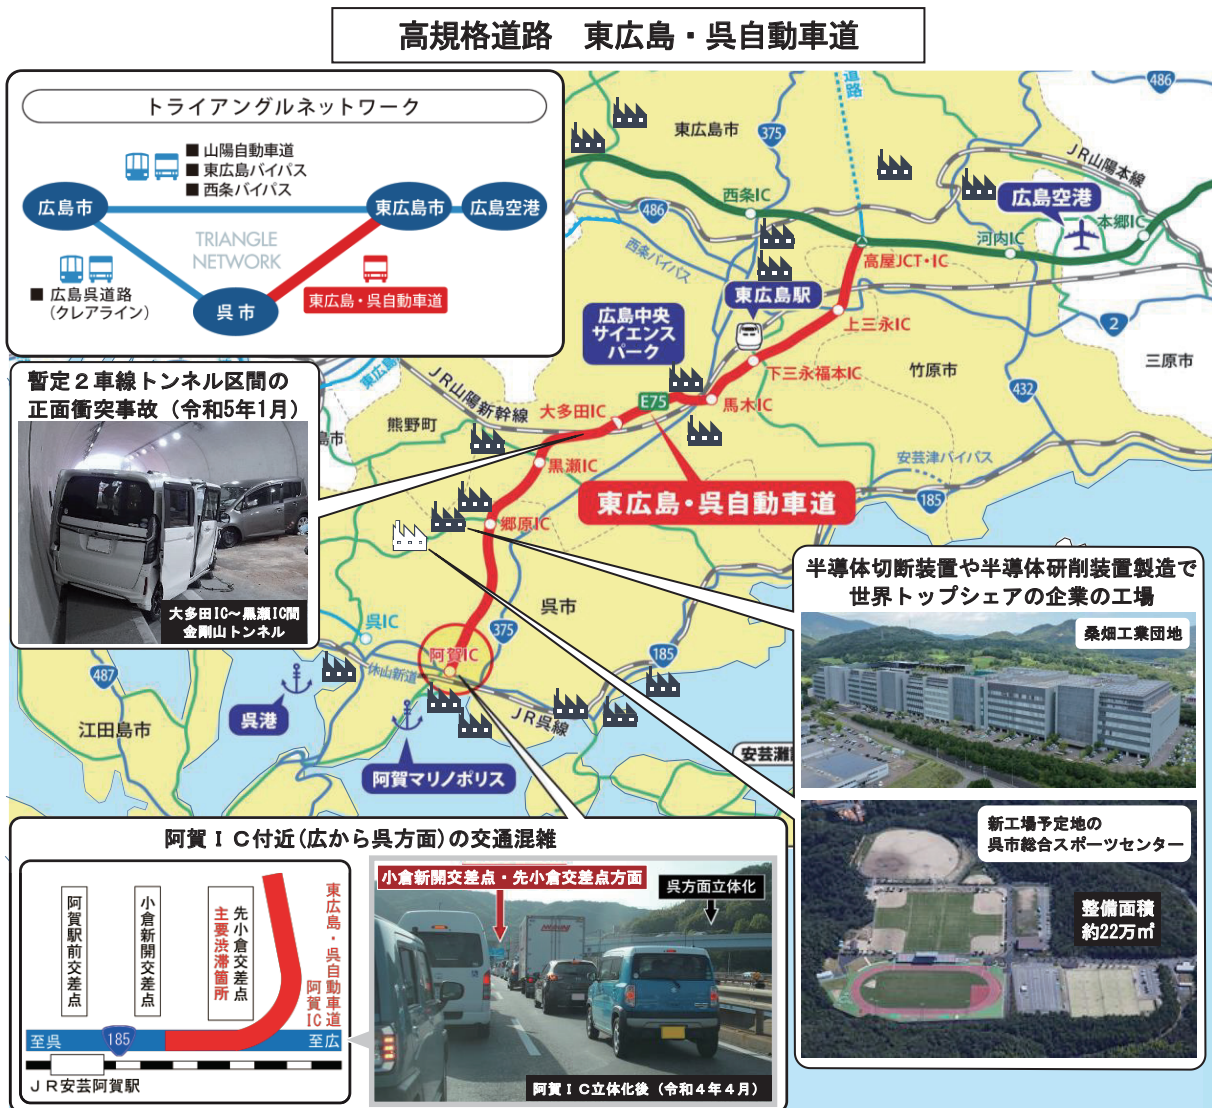 高規格道路　東広島・呉自動車道
トライアングルネットワーク
■ 山陽自動車道
■ 東広島バイパス
■ 西条バイパス
広島市
東広島市
広島空港
TRIANGLE
NETWORK
■ 広島呉道路
(クレアライン)
呉市
東広島・呉自動車道
道路
486
東広島市
375
JR山陽本線
西条IC
広島空港
本郷IC
486
河内IC
西条バイパス
高屋JCT・IC
東広島駅
広島中央
サイエンス
パーク
上三永IC
2
三原市
下三永福本IC
竹原市
432
東広島
JR山陽新幹線
E75
馬木IC
大多田IC
熊野町
島市
黒瀬IC
安芸津バイパス
185
東広島・呉自動車道
郷原IC
呉市
呉IC
375
阿賀IC
185
休山新道
487
呉港
JR呉線
江田島市
阿賀マリノポリス
安芸灘
暫定２車線トンネル区間の
正面衝突事故（令和5年1月）
大多田IC～黒瀬IC間
金剛山トンネル
半導体切断装置や半導体研削装置製造で
世界トップシェアの企業の工場
桑畑工業団地
新工場予定地の
呉市総合スポーツセンター
整備面積
約22万㎡
阿賀ＩＣ付近(広から呉方面)の交通混雑
阿賀駅前交差点
小倉新開交差点
先小倉交差点
主要渋滞箇所
東広島・呉自動車道
阿賀IC
至呉
185
至広
ＪＲ安芸阿賀駅
小倉新開交差点・先小倉交差点方面
呉方面立体化
阿賀ＩＣ立体化後（令和４年４月）